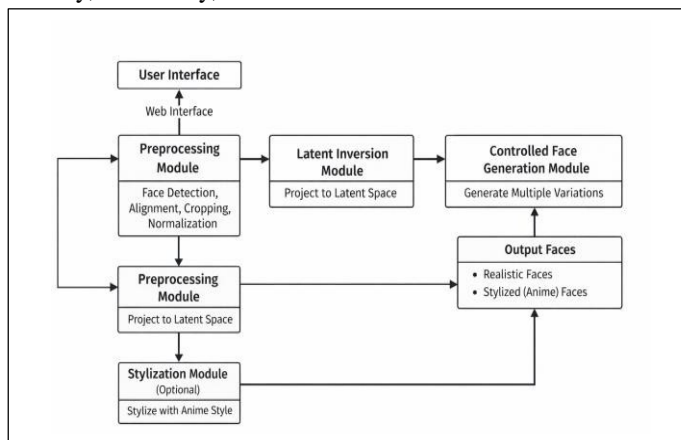 User Interface
Web Interface
Preprocessing
Module
Face Detection,
Alignment, Cropping,
Normalization
Latent Inversion
Module
Project to Latent Space
Controlled Face
Generation Module
Generate Multiple Variations
Output Faces
• Realistic Faces
• Stylized (Anime) Faces
Preprocessing
Module
Project to Latent Space
Stylization Module
(Optional)
Stylize with Anime Style